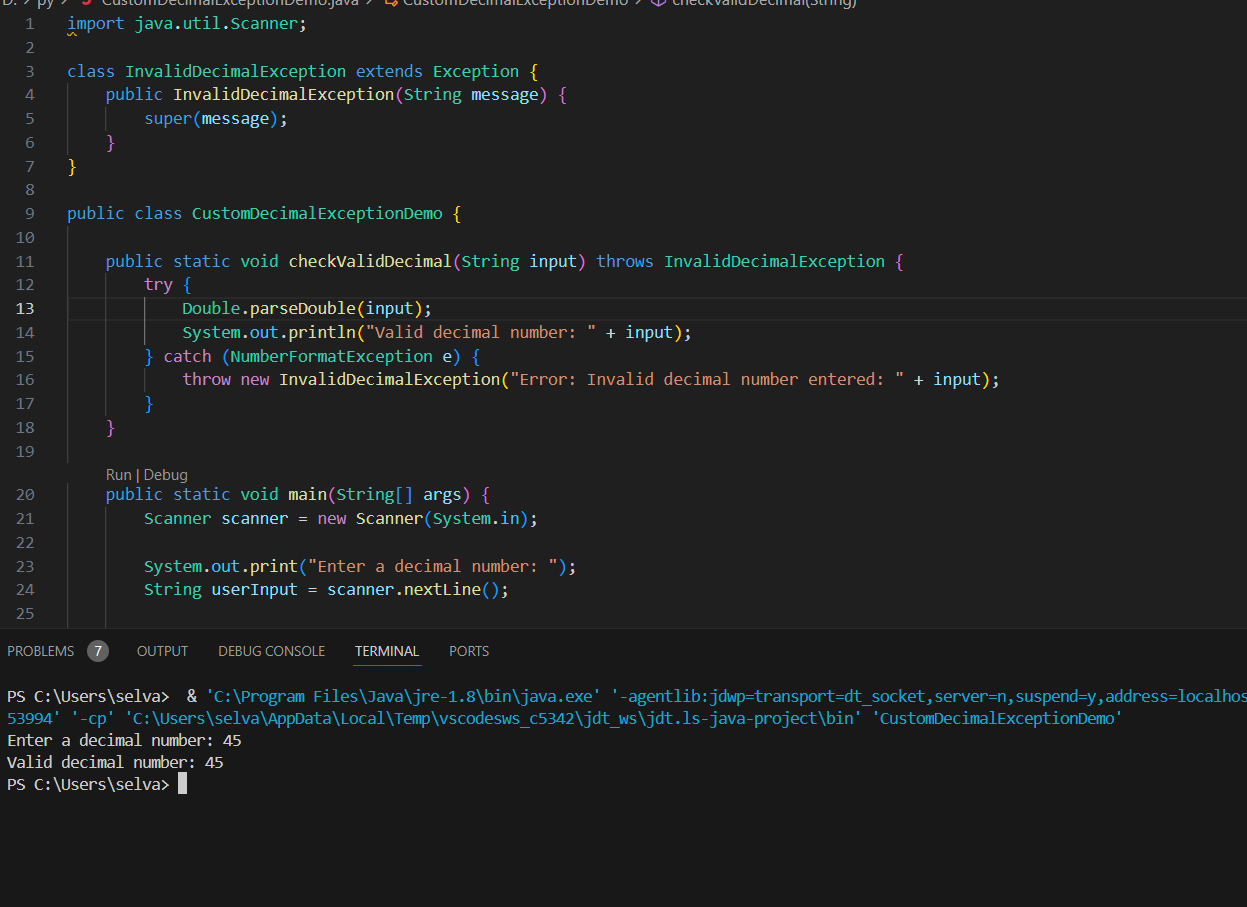 D: > py > CustomDecimalExceptionDemo.java > CustomDecimalExceptionDemo > checkValidDecimal(String)
1 import java.util.Scanner;
2
3 class InvalidDecimalException extends Exception {
4 public InvalidDecimalException(String message) {
5 super(message);
6 }
7 }
8
9 public class CustomDecimalExceptionDemo {
10
11 public static void checkValidDecimal(String input) throws InvalidDecimalException {
12 try {
13 Double.parseDouble(input);
14 System.out.println("Valid decimal number: " + input);
15 } catch (NumberFormatException e) {
16 throw new InvalidDecimalException("Error: Invalid decimal number entered: " + input);
17 }
18 }
19
Run | Debug
20 public static void main(String[] args) {
21 Scanner scanner = new Scanner(System.in);
22
23 System.out.print("Enter a decimal number: ");
24 String userInput = scanner.nextLine();
25
PROBLEMS 7 OUTPUT DEBUG CONSOLE TERMINAL PORTS
PS C:\Users\selva>  & 'C:\Program Files\Java\jre-1.8\bin\java.exe' '-agentlib:jdwp=transport=dt_socket,server=n,suspend=y,address=localhos
53994' '-cp' 'C:\Users\selva\AppData\Local\Temp\vscodesws_c5342\jdt_ws\jdt.ls-java-project\bin' 'CustomDecimalExceptionDemo'
Enter a decimal number: 45
Valid decimal number: 45
PS C:\Users\selva>